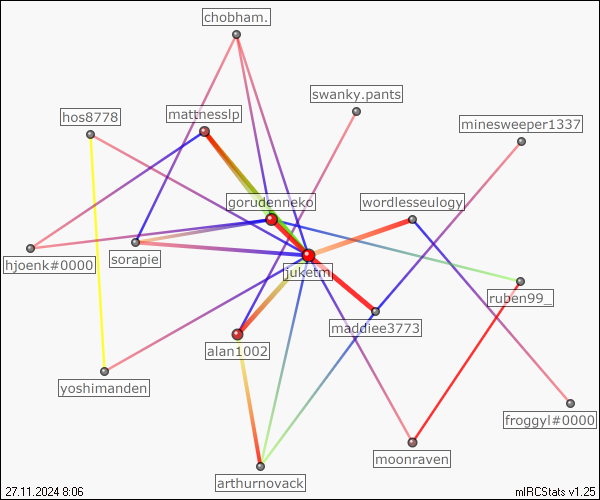 chobham.
swanky.pants
mattnesslp
hos8778
minesweeper1337
gorudenneko
wordlesseulogy
sorapie
hjoenk#0000
juketm
ruben99_
maddiee3773
alan1002
yoshimanden
froggyl#0000
moonraven
arthurnovack
27.11.2024 8:06
mIRCStats v1.25